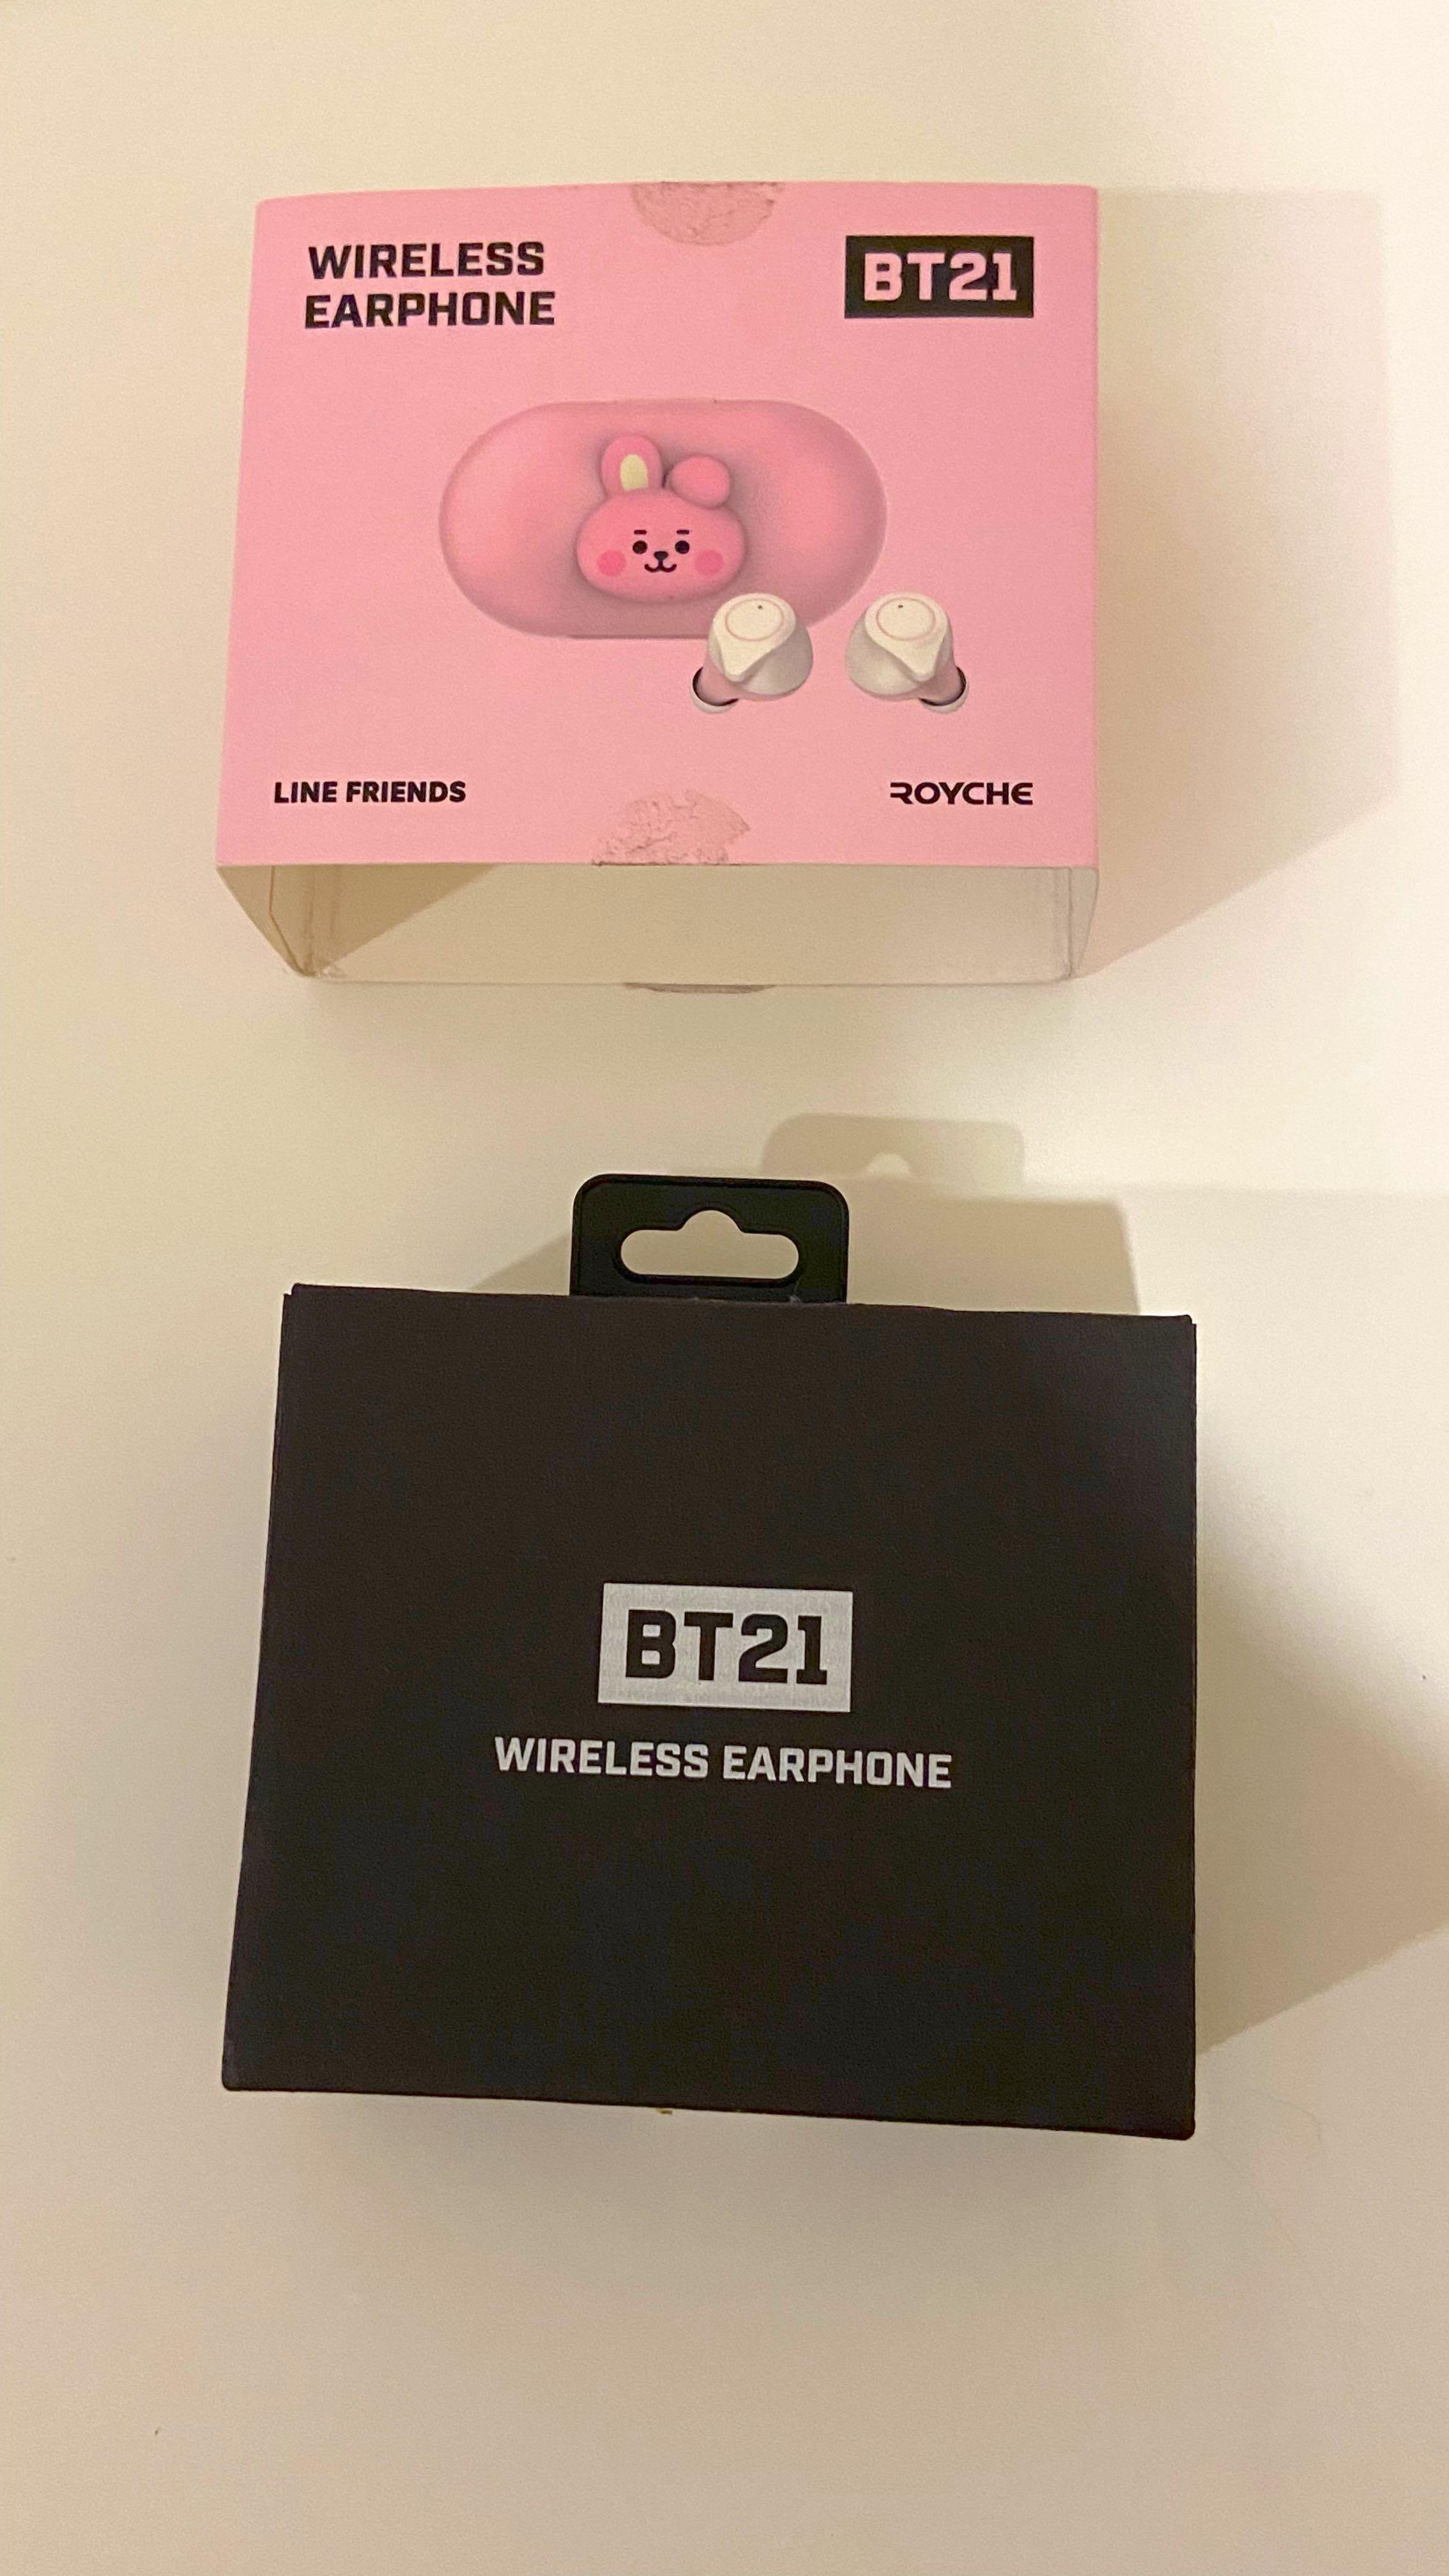 WIRELESS
EARPHONE
BT21
LINE FRIENDS
ROYCHE
BT21
WIRELESS EARPHONE